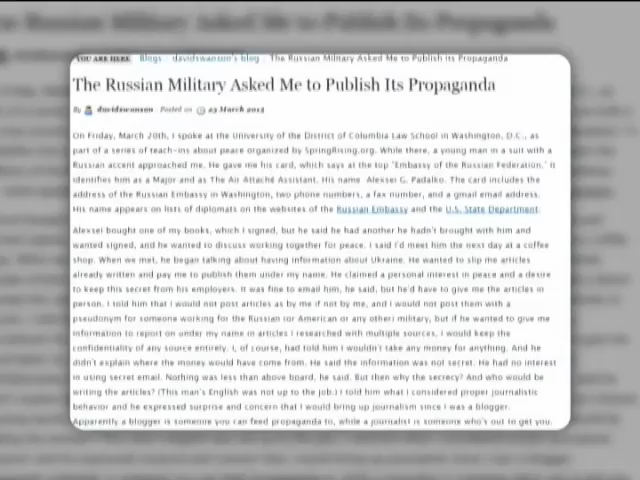 YOU ARE HERE Blogs davidswanson's blog The Russian Military Asked Me to Publish its Propaganda
The Russian Military Asked Me to Publish Its Propaganda
By davidswanson Posted on 23 March 2015
On Friday, March 20th, I spoke at the University of the District of Columbia Law School in Washington, D.C., as
part of a series of teach-ins about peace organized by SpringRising.org. While there, a young man in a suit with a
Russian accent approached me. He gave me his card, which says at the top "Embassy of the Russian Federation." It
identifies him as a Major and as The Air Attaché Assistant. His name: Aleksei G. Padalko. The card includes the
address of the Russian Embassy in Washington, two phone numbers, a fax number, and a gmail email address.
His name appears on lists of diplomats on the websites of the Russian Embassy and the U.S. State Department.
Alexsei bought one of my books, which I signed, but he said he had another he hadn't brought with him and
wanted signed, and he wanted to discuss working together for peace. I said I'd meet him the next day at a coffee
shop. When we met, he began talking about having information about Ukraine. He wanted to slip me articles
already written and pay me to publish them under my name. He claimed a personal interest in peace and a desire
to keep this secret from his employers. It was fine to email him, he said, but he'd have to give me the articles in
person. I told him that I would not post articles as by me if not by me, and I would not post them with a
pseudonym for someone working for the Russian (or American or any other) military, but if he wanted to give me
information to report on under my name in articles I researched with multiple sources, I would keep the
confidentiality of any source entirely. I, of course, had told him I wouldn't take any money for anything. And he
didn't explain where the money would have come from. He said the information was not secret. He had no interest
in using secret email. Nothing was less than above board, he said. But then why the secrecy? And who would be
writing the articles? (This man's English was not up to the job.) I told him what I considered proper journalistic
behavior and he expressed surprise and concern that I would bring up journalism since I was a blogger.
Apparently a blogger is someone you can feed propaganda to, while a journalist is someone who's out to get you.